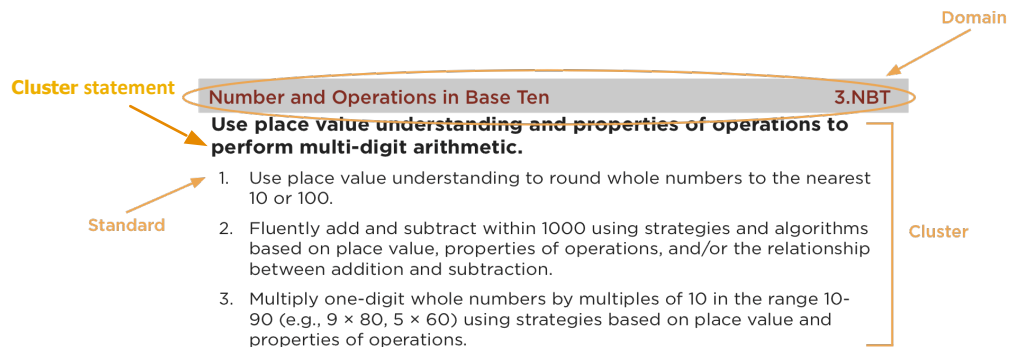 Domain
Cluster statement
Number and Operations in Base Ten 3.NBT
Use place value understanding and properties of operations to
perform multi-digit arithmetic.
1. Use place value understanding to round whole numbers to the nearest
10 or 100.
Standard
2. Fluently add and subtract within 1000 using strategies and algorithms
based on place value, properties of operations, and/or the relationship
between addition and subtraction.
Cluster
3. Multiply one-digit whole numbers by multiples of 10 in the range 10-
90 (e.g., 9 × 80, 5 × 60) using strategies based on place value and
properties of operations.